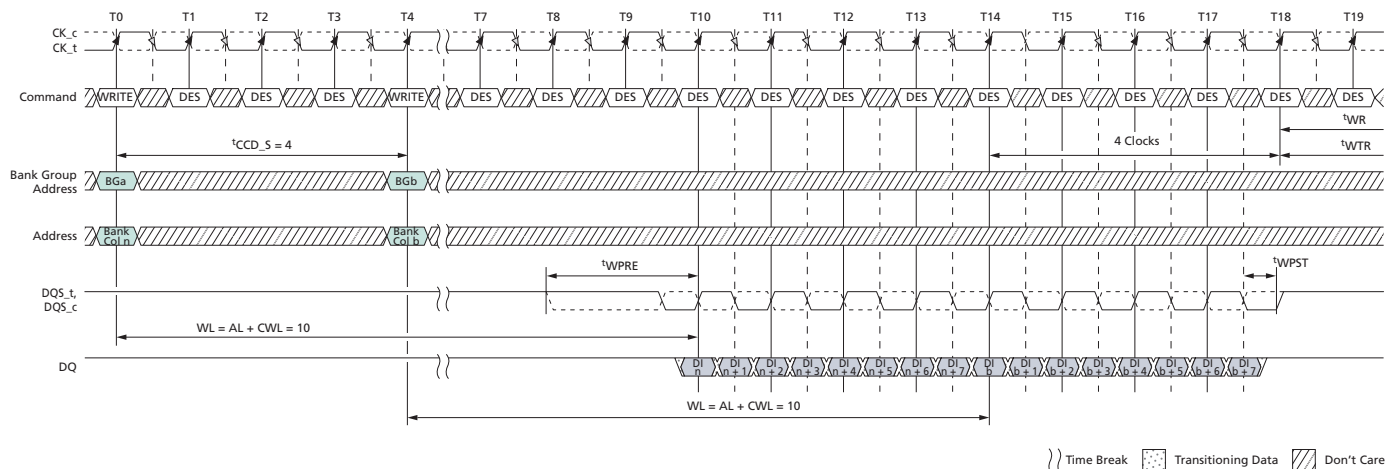 T0 T1 T2 T3 T4 T7 T8 T9 T10 T11 T12 T13 T14 T15 T16 T17 T18 T19
CK_c
CK_t
Command WRITE DES DES DES WRITE DES DES DES DES DES DES DES DES DES DES DES DES DES
tWR
tCCD_S = 4 4 Clocks tWTR
Bank Group
Address BGa BGb
Address Bank
Col n Bank
Col b
tWPRE tWPST
DQS_t,
DQS_c
WL = AL + CWL = 10
DQ DI
n DI
n + 1 DI
n + 2 DI
n + 3 DI
n + 4 DI
n + 5 DI
n + 6 DI
n + 7 DI
b DI
b + 1 DI
b + 2 DI
b + 3 DI
b + 4 DI
b + 5 DI
b + 6 DI
b + 7
WL = AL + CWL = 10
Time Break Transitioning Data Don't Care